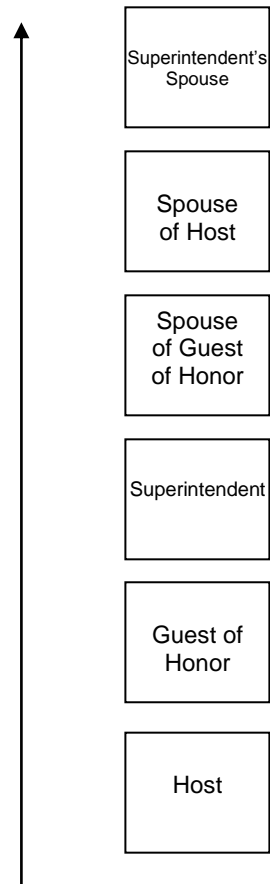 Superintendent's
Spouse
Spouse
of Host
Spouse
of Guest
of Honor
Superintendent
Guest of
Honor
Host